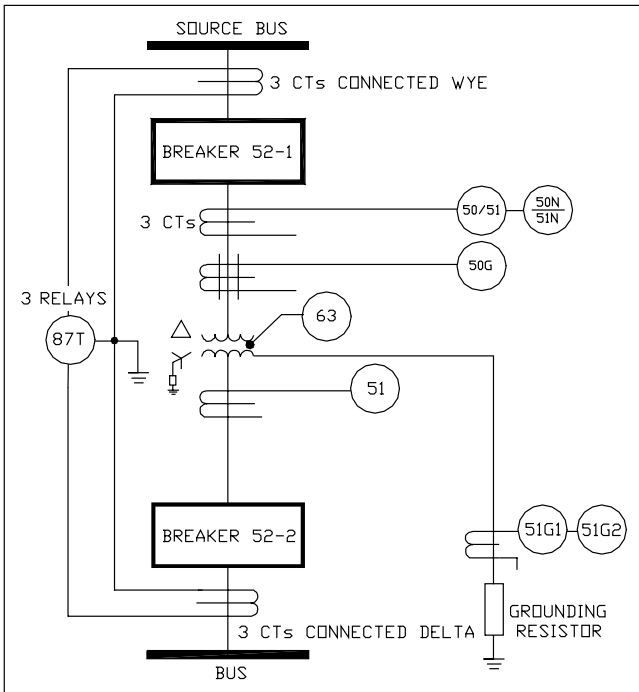 SOURCE BUS
3 CTs CONNECTED WYE
BREAKER 52-1
3 CTs
50/51
50N
51N
50G
3 RELAYS
87T
63
51
BREAKER 52-2
51G1
51G2
GROUNDING
RESISTOR
3 CTs CONNECTED DELTA
BUS